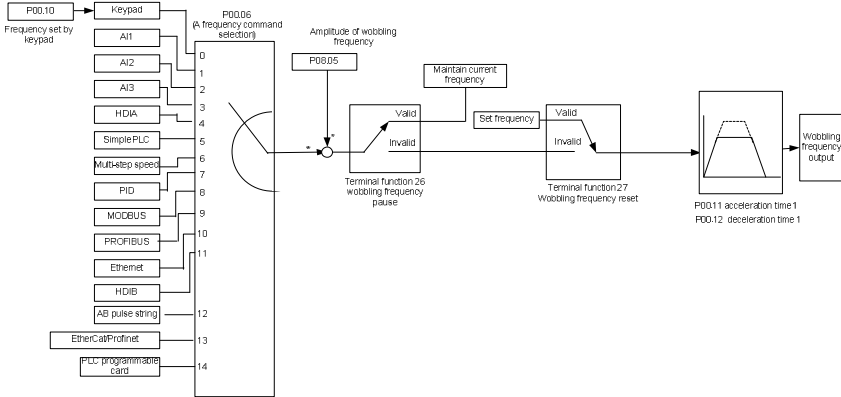 P00.10
Frequency set by
keypad
Keypad
AI1
AI2
AI3
HDIA
Simple PLC
Multi-step speed
PID
MODBUS
PROFIBUS
Ethernet
HDIB
AB pulse string
EtherCat/Profinet
PLC programmable
card
P00.06
(A frequency command
selection)
0
1
2
3
4
5
6
7
8
9
10
11
12
13
14
Amplitude of wobbling
frequency
P08.05
*
*
Valid
Invalid
Terminal function 26
wobbling frequency
pause
Maintain current
frequency
Set frequency
Valid
Invalid
Terminal function 27
Wobbling frequency reset
P00.11 acceleration time 1
P00.12 deceleration time 1
Wobbling
frequency
output